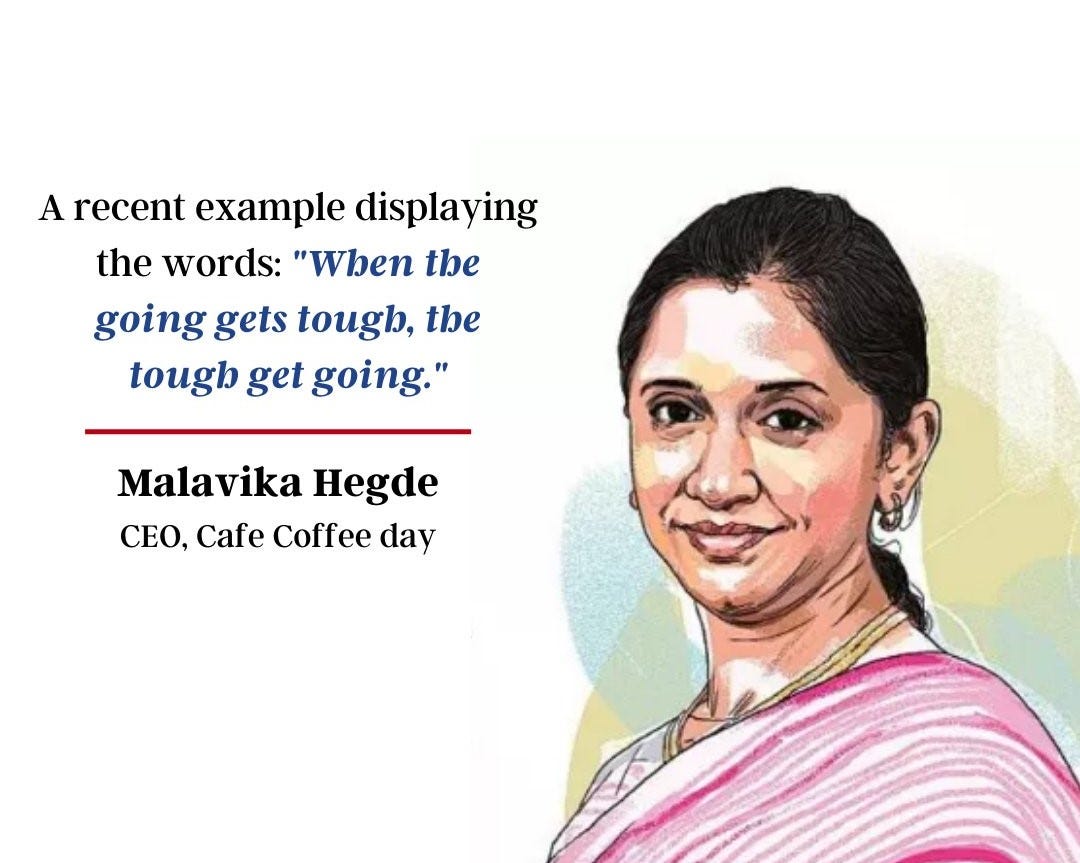 A recent example displaying
the words: "When the
going gets tough, the
tough get going."
Malavika Hegde
CEO, Cafe Coffee day